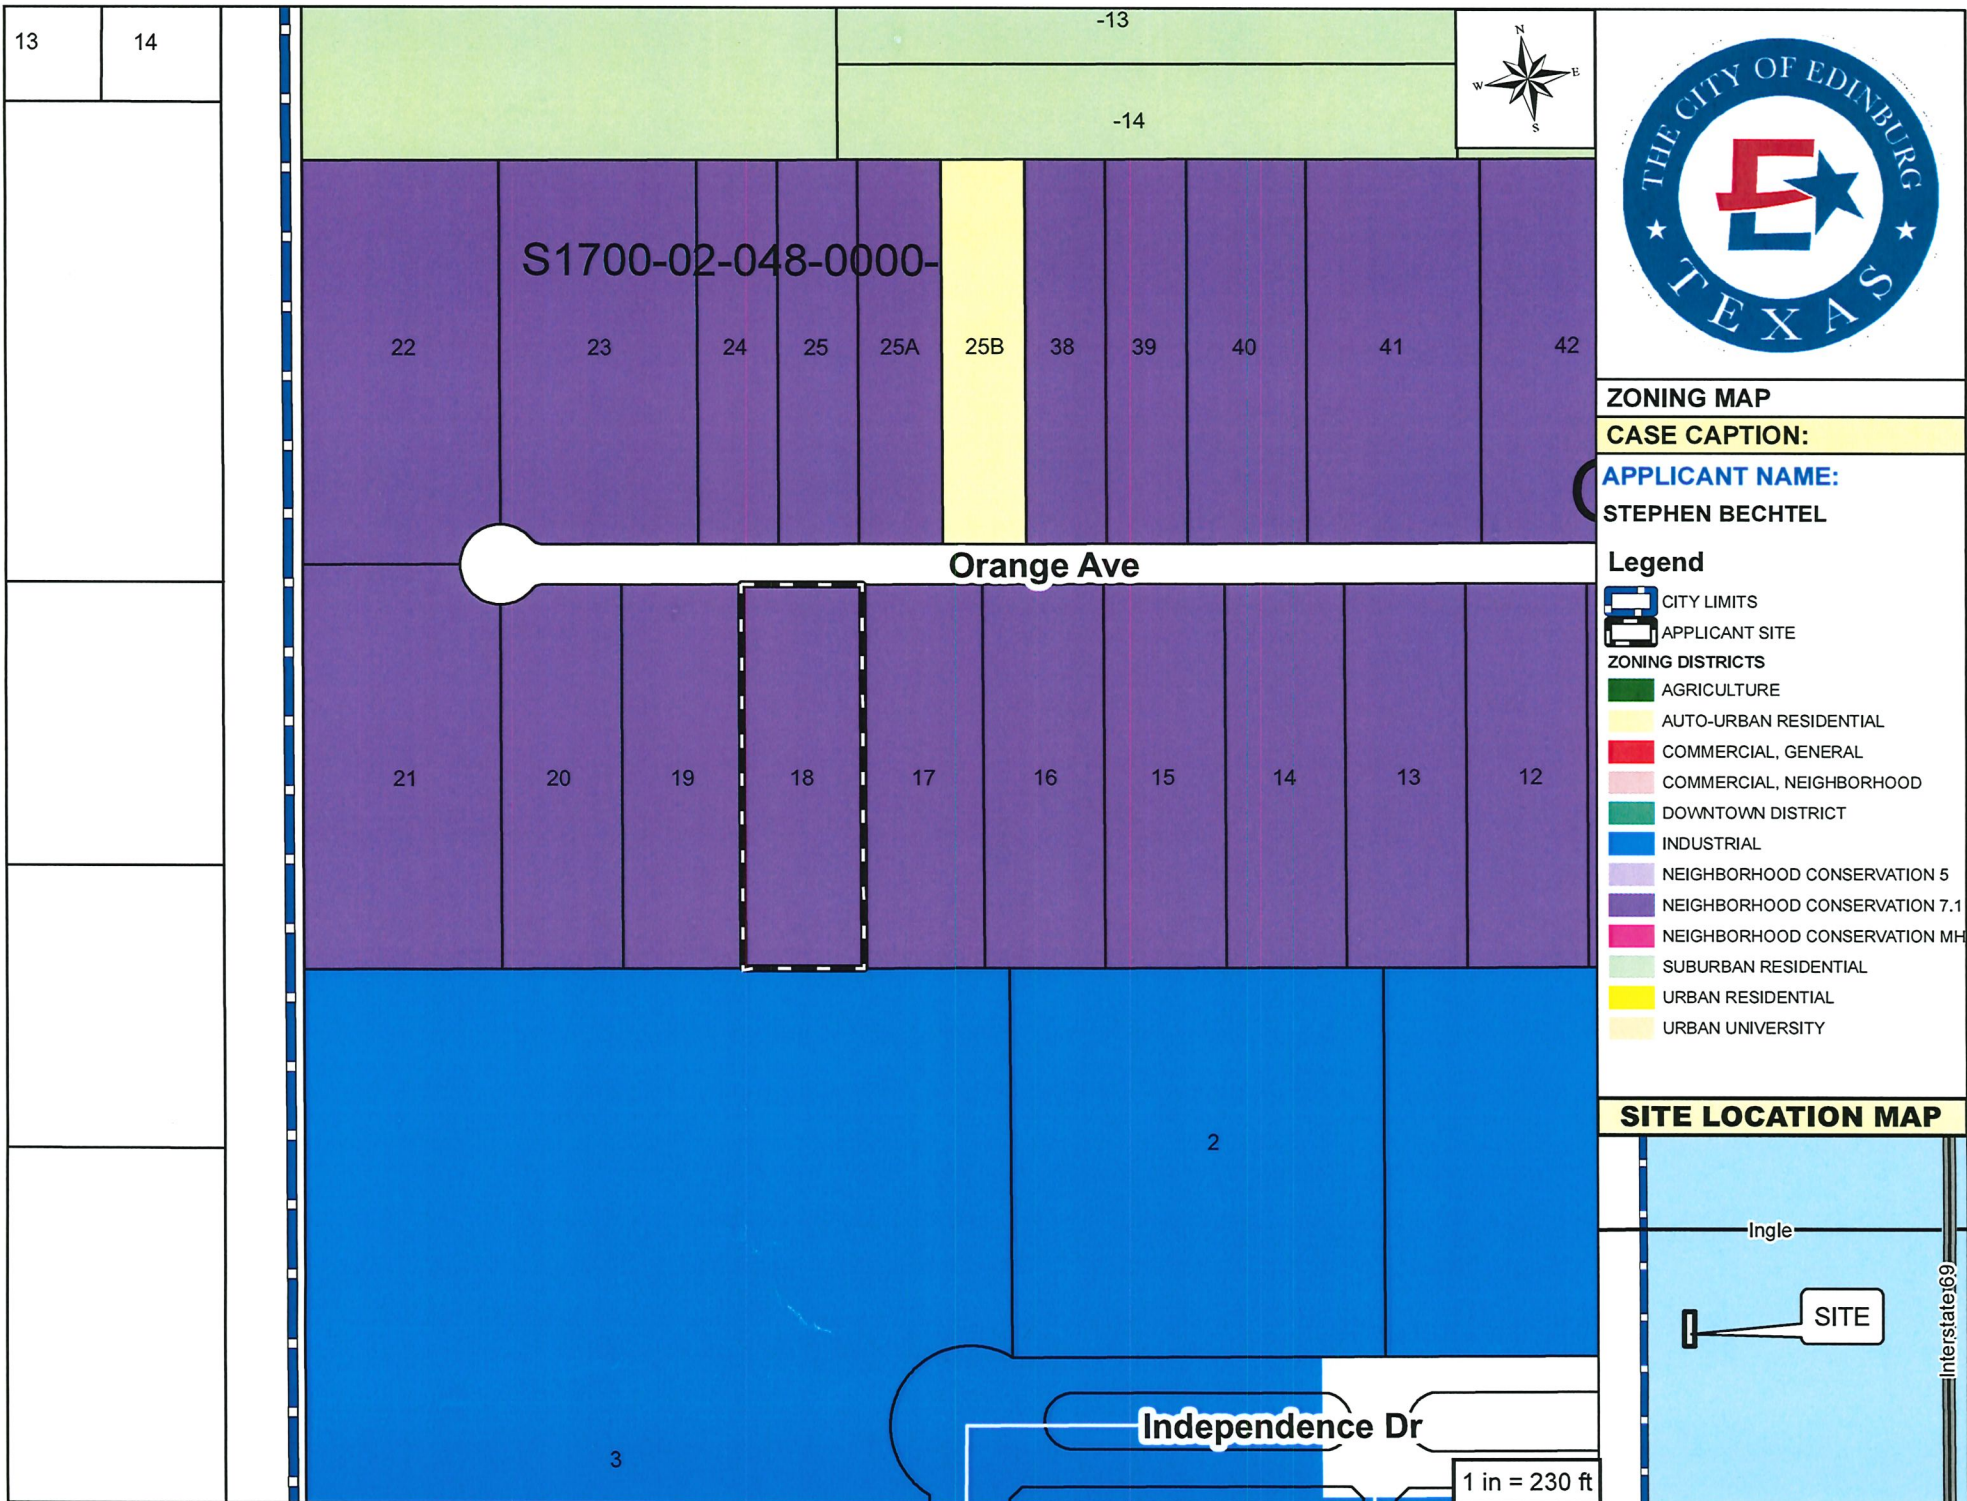 13
14
-13
-14
N
W
E
S
S1700-02-048-0000-
22
23
24
25
25A
25B
38
39
40
41
42
Orange Ave
21
20
19
18
17
16
15
14
13
12
2
3
Independence Dr
1 in = 230 ft
THE CITY OF EDINBURG
TEXAS
ZONING MAP
CASE CAPTION:
APPLICANT NAME:
STEPHEN BECHTEL
Legend
CITY LIMITS
APPLICANT SITE
ZONING DISTRICTS
AGRICULTURE
AUTO-URBAN RESIDENTIAL
COMMERCIAL, GENERAL
COMMERCIAL, NEIGHBORHOOD
DOWNTOWN DISTRICT
INDUSTRIAL
NEIGHBORHOOD CONSERVATION 5
NEIGHBORHOOD CONSERVATION 7.1
NEIGHBORHOOD CONSERVATION MH
SUBURBAN RESIDENTIAL
URBAN RESIDENTIAL
URBAN UNIVERSITY
SITE LOCATION MAP
Ingle
SITE
Interstate 69